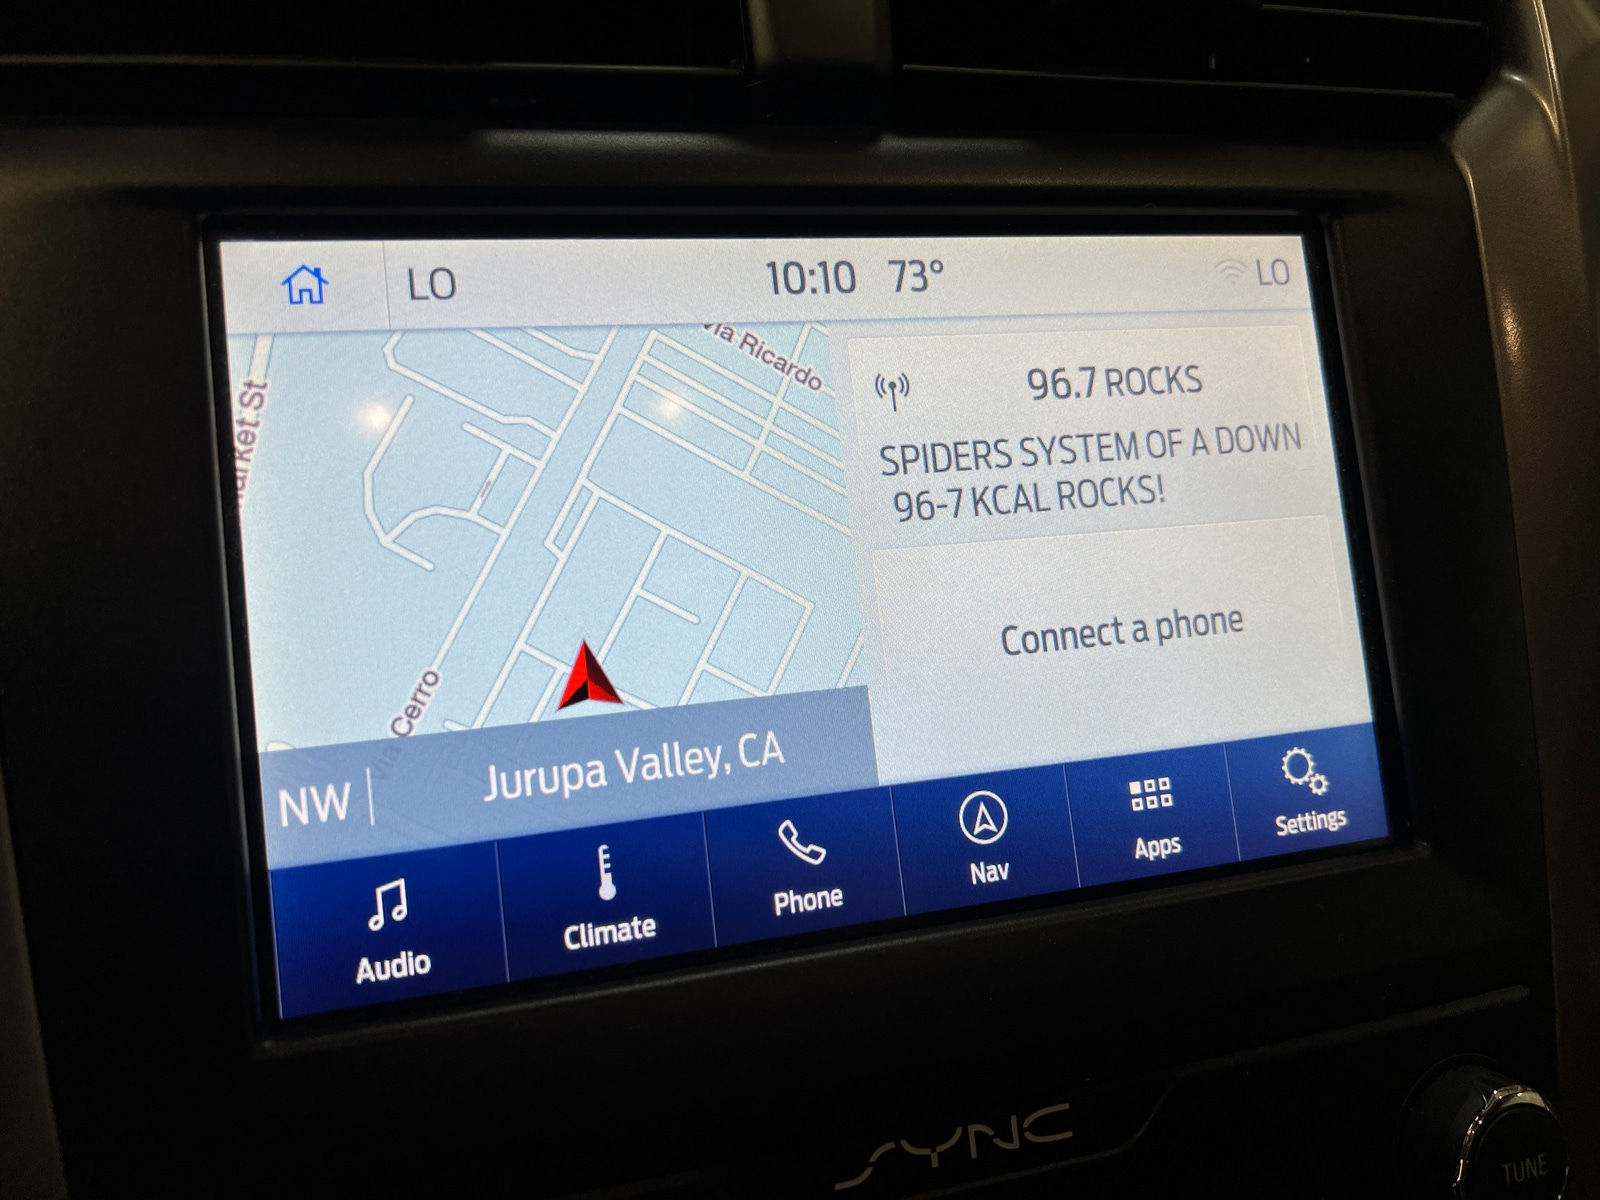 LO
10:10 73°
LO
Via Ricardo
Market St
96.7 ROCKS
SPIDERS SYSTEM OF A DOWN
96-7 KCAL ROCKS!
Connect a phone
Via Cerro
NW
Jurupa Valley, CA
Audio
Climate
Phone
Nav
Apps
Settings
SYNC
TUNE